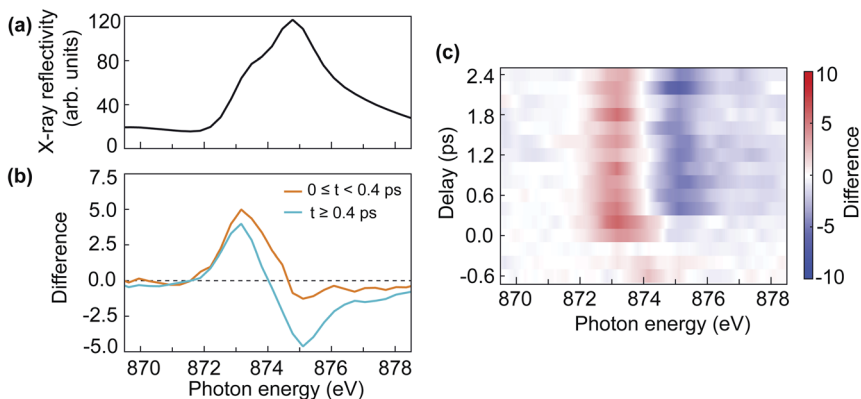 (a)
X-ray reflectivity
(arb. units)
120
80
40
0
(b)
Difference
7.5
5.0
2.5
0.0
-2.5
-5.0
0 ≤ t < 0.4 ps
t ≥ 0.4 ps
870 872 874 876 878
Photon energy (eV)
(c)
Delay (ps)
2.4
1.8
1.2
0.6
0.0
-0.6
870 872 874 876 878
Photon energy (eV)
10
5
0
-5
-10
Difference